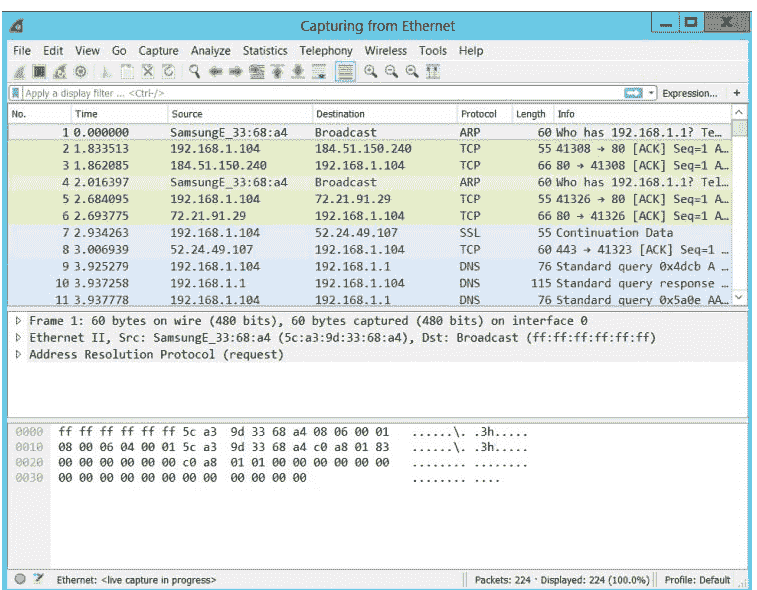 Capturing from Ethernet
File Edit View Go Capture Analyze Statistics Telephony Wireless Tools Help
Apply a display filter ... <Ctrl-/> Expression... +
No. Time Source Destination Protocol Length Info
1 0.000000 SamsungE_33:68:a4 Broadcast ARP 60 Who has 192.168.1.1? Te…
2 1.833513 192.168.1.104 184.51.150.240 TCP 55 41308 → 80 [ACK] Seq=1 A…
3 1.862085 184.51.150.240 192.168.1.104 TCP 66 80 → 41308 [ACK] Seq=1 A…
4 2.016397 SamsungE_33:68:a4 Broadcast ARP 60 Who has 192.168.1.1? Tel…
5 2.684095 192.168.1.104 72.21.91.29 TCP 55 41326 → 80 [ACK] Seq=1 A…
6 2.693775 72.21.91.29 192.168.1.104 TCP 66 80 → 41326 [ACK] Seq=1 A…
7 2.934263 192.168.1.104 52.24.49.107 SSL 55 Continuation Data
8 3.006939 52.24.49.107 192.168.1.104 TCP 60 443 → 41323 [ACK] Seq=1 …
9 3.925279 192.168.1.104 192.168.1.1 DNS 76 Standard query 0x4dcb A …
10 3.937258 192.168.1.1 192.168.1.104 DNS 115 Standard query response …
11 3.937778 192.168.1.104 192.168.1.1 DNS 76 Standard query 0x5a0e AA…
Frame 1: 60 bytes on wire (480 bits), 60 bytes captured (480 bits) on interface 0
Ethernet II, Src: SamsungE_33:68:a4 (5c:a3:9d:33:68:a4), Dst: Broadcast (ff:ff:ff:ff:ff:ff)
Address Resolution Protocol (request)
0000 ff ff ff ff ff ff 5c a3 9d 33 68 a4 08 06 00 01 ......\. .3h.....
0010 08 00 06 04 00 01 5c a3 9d 33 68 a4 c0 a8 01 83 ......\. .3h.....
0020 00 00 00 00 00 00 c0 a8 01 01 00 00 00 00 00 00 ........ ........
0030 00 00 00 00 00 00 00 00 00 00 00 00 ........ ....
Ethernet: <live capture in progress> Packets: 224 · Displayed: 224 (100.0%) Profile: Default